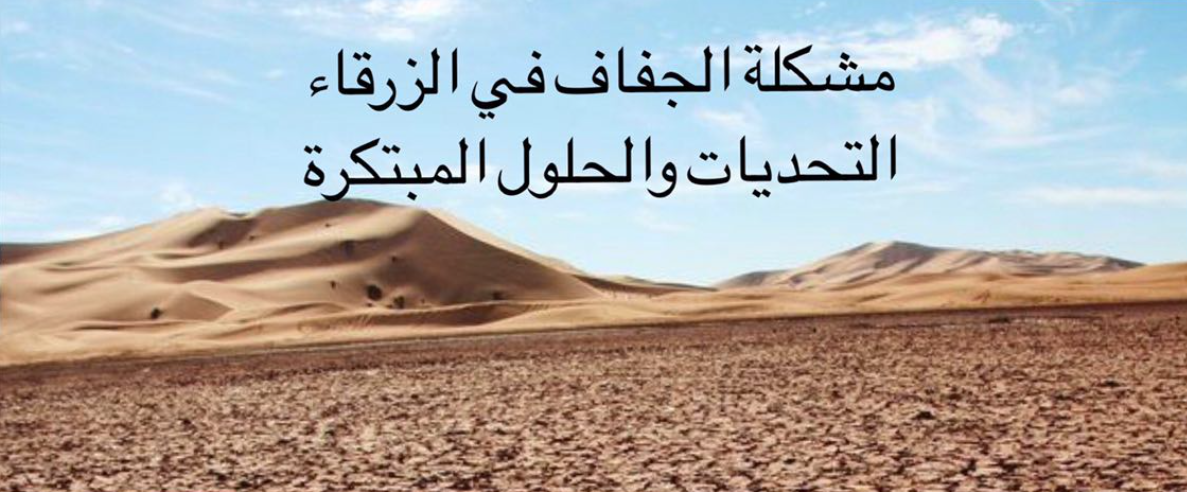 مشكلة الجفاف في الزرقاء
التحديات والحلول المبتكرة